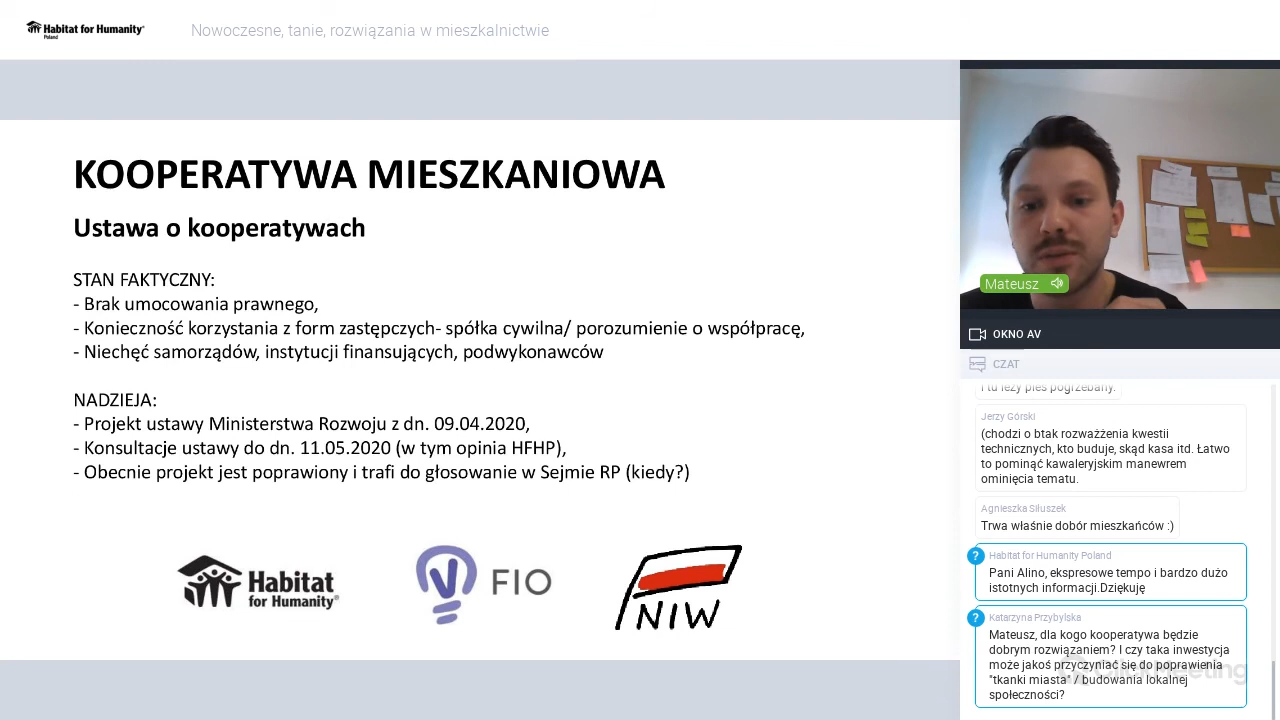 Habitat for Humanity®
Poland
Nowoczesne, tanie, rozwiązania w mieszkalnictwie
KOOPERATYWA MIESZKANIOWA
Ustawa o kooperatywach
STAN FAKTYCZNY:
- Brak umocowania prawnego,
- Konieczność korzystania z form zastępczych- spółka cywilna/ porozumienie o współpracę,
- Niechęć samorządów, instytucji finansujących, podwykonawców
NADZIEJA:
- Projekt ustawy Ministerstwa Rozwoju z dn. 09.04.2020,
- Konsultacje ustawy do dn. 11.05.2020 (w tym opinia HFHP),
- Obecnie projekt jest poprawiony i trafi do głosowanie w Sejmie RP (kiedy?)
Habitat
for Humanity®
FIO
NIW
Mateusz
OKNO AV
CZAT
i tu leży pies pogrzebany.
Jerzy Górski
(chodzi o btak rozważżenia kwestii
technicznych, kto buduje, skąd kasa itd. Łatwo
to pominąć kawaleryjskim manewrem
ominięcia tematu.
Agnieszka Siluszek
Trwa właśnie dobór mieszkańców :)
?
Habitat for Humanity Poland
Pani Alino, ekspresowe tempo i bardzo dużo
istotnych informacji.Dziękuję
?
Katarzyna Przybylska
Mateusz, dla kogo kooperatywa będzie
dobrym rozwiązaniem? I czy taka inwestycja
może jakoś przyczyniać się do poprawienia
"tkanki miasta" / budowania lokalnej
społeczności?
ClickMeeting